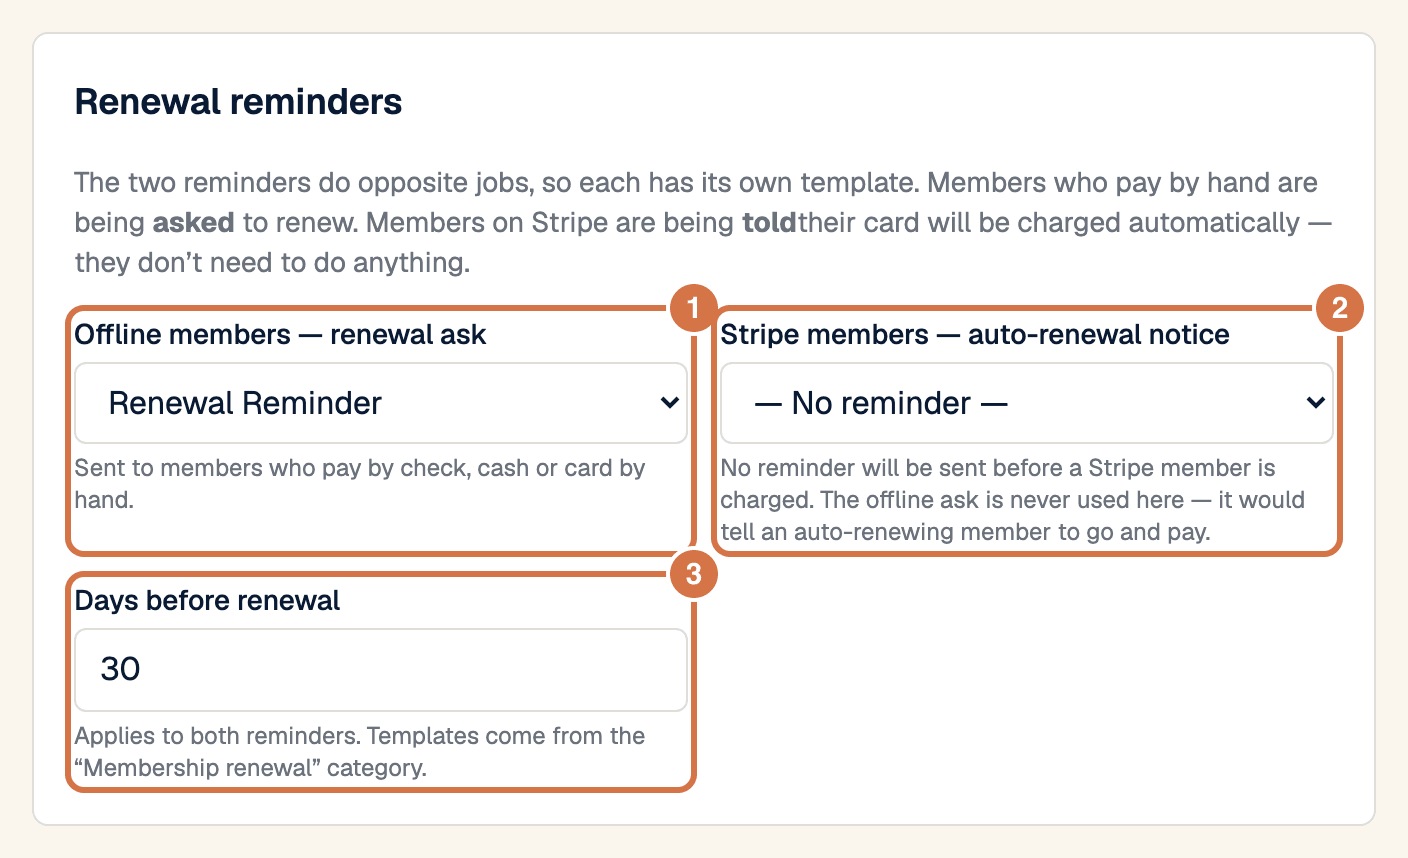 Renewal reminders
The two reminders do opposite jobs, so each has its own template. Members who pay by hand are
being asked to renew. Members on Stripe are being toldtheir card will be charged automatically —
they don’t need to do anything.
1
Offline members — renewal ask
Renewal Reminder
Sent to members who pay by check, cash or card by
hand.
2
Stripe members — auto-renewal notice
— No reminder —
No reminder will be sent before a Stripe member is
charged. The offline ask is never used here — it would
tell an auto-renewing member to go and pay.
3
Days before renewal
30
Applies to both reminders. Templates come from the
“Membership renewal” category.